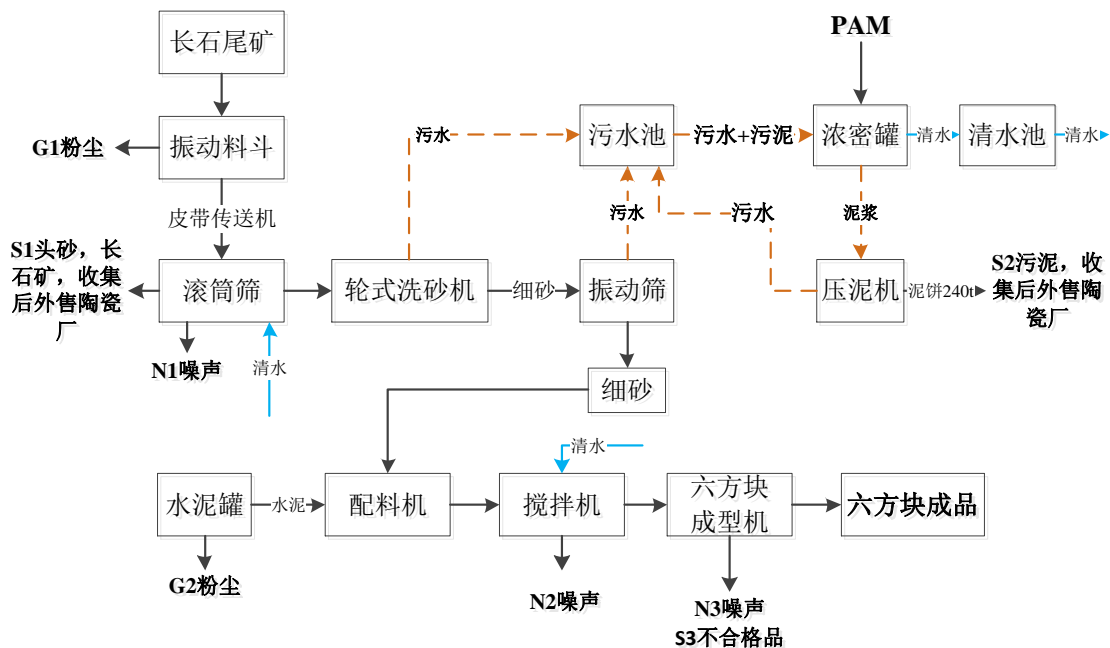 长石尾矿
PAM
G1粉尘
振动料斗
污水
污水池
污水+污泥
浓密罐
清水
清水池
清水
皮带传送机
污水
污水
泥浆
S1头砂，长
石矿，收集
后外售陶瓷
厂
滚筒筛
轮式洗砂机
细砂
振动筛
压泥机
泥饼240t
S2污泥，收
集后外售陶
瓷厂
N1噪声
清水
细砂
清水
水泥罐
水泥
配料机
搅拌机
六方块
成型机
六方块成品
G2粉尘
N2噪声
N3噪声
S3不合格品